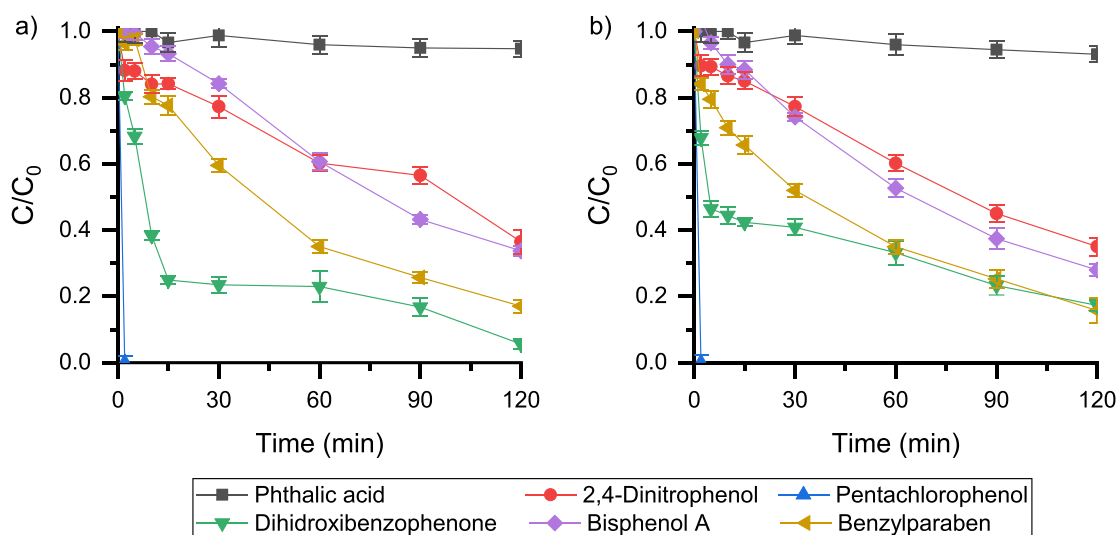 a)
1.0
0.8
0.6
0.4
0.2
0.0
C/C0
0 30 60 90 120
Time (min)
b)
1.0
0.8
0.6
0.4
0.2
0.0
C/C0
0 30 60 90 120
Time (min)
Phthalic acid 2,4-Dinitrophenol Pentachlorophenol
Dihidroxibenzophenone Bisphenol A Benzylparaben